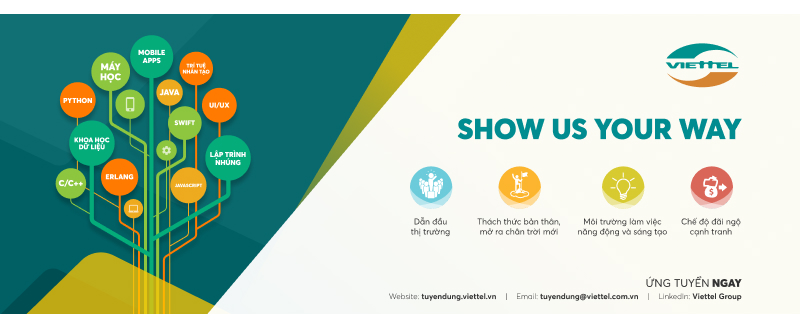 MOBILE
APPS
MÁY
HỌC
TRÍ TUỆ
NHÂN TẠO
PYTHON
JAVA
UI/UX
SWIFT
KHOA HỌC
DỮ LIỆU
LẬP TRÌNH
NHÚNG
C/C++
ERLANG
JAVASCRIPT
VIETTEL
SHOW US YOUR WAY
Dẫn đầu
thị trường
Thách thức bản thân,
mở ra chân trời mới
Môi trường làm việc
năng động và sáng tạo
Chế độ đãi ngộ
cạnh tranh
ỨNG TUYỂN NGAY
Website: tuyendung.viettel.vn | Email: tuyendung@viettel.com.vn | LinkedIn: Viettel Group